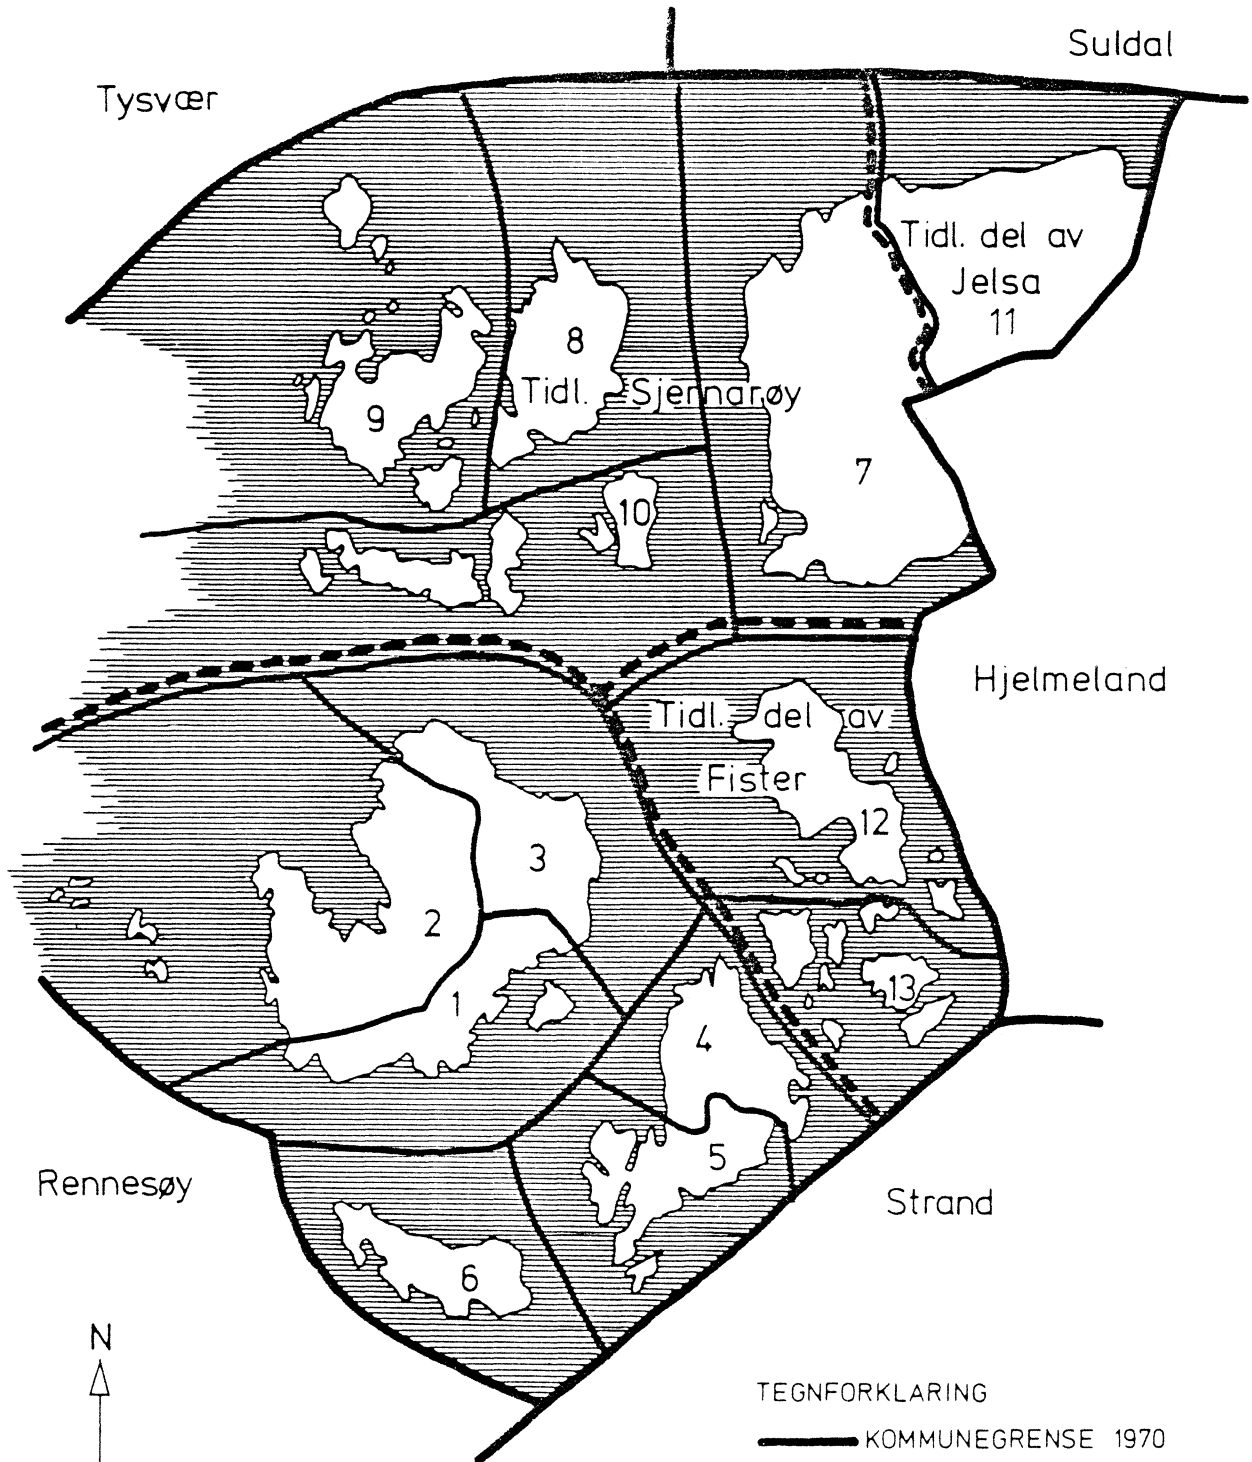 Suldal
Tysvær
Tidl. del av
Jelsa
11
8
Tidl. Sjernarøy
9
7
10
Hjelmeland
Tidl. del av
Fister
12
3
2
13
1
4
5
Rennesøy
Strand
6
N
TEGNFORKLARING
KOMMUNEGRENSE 1970